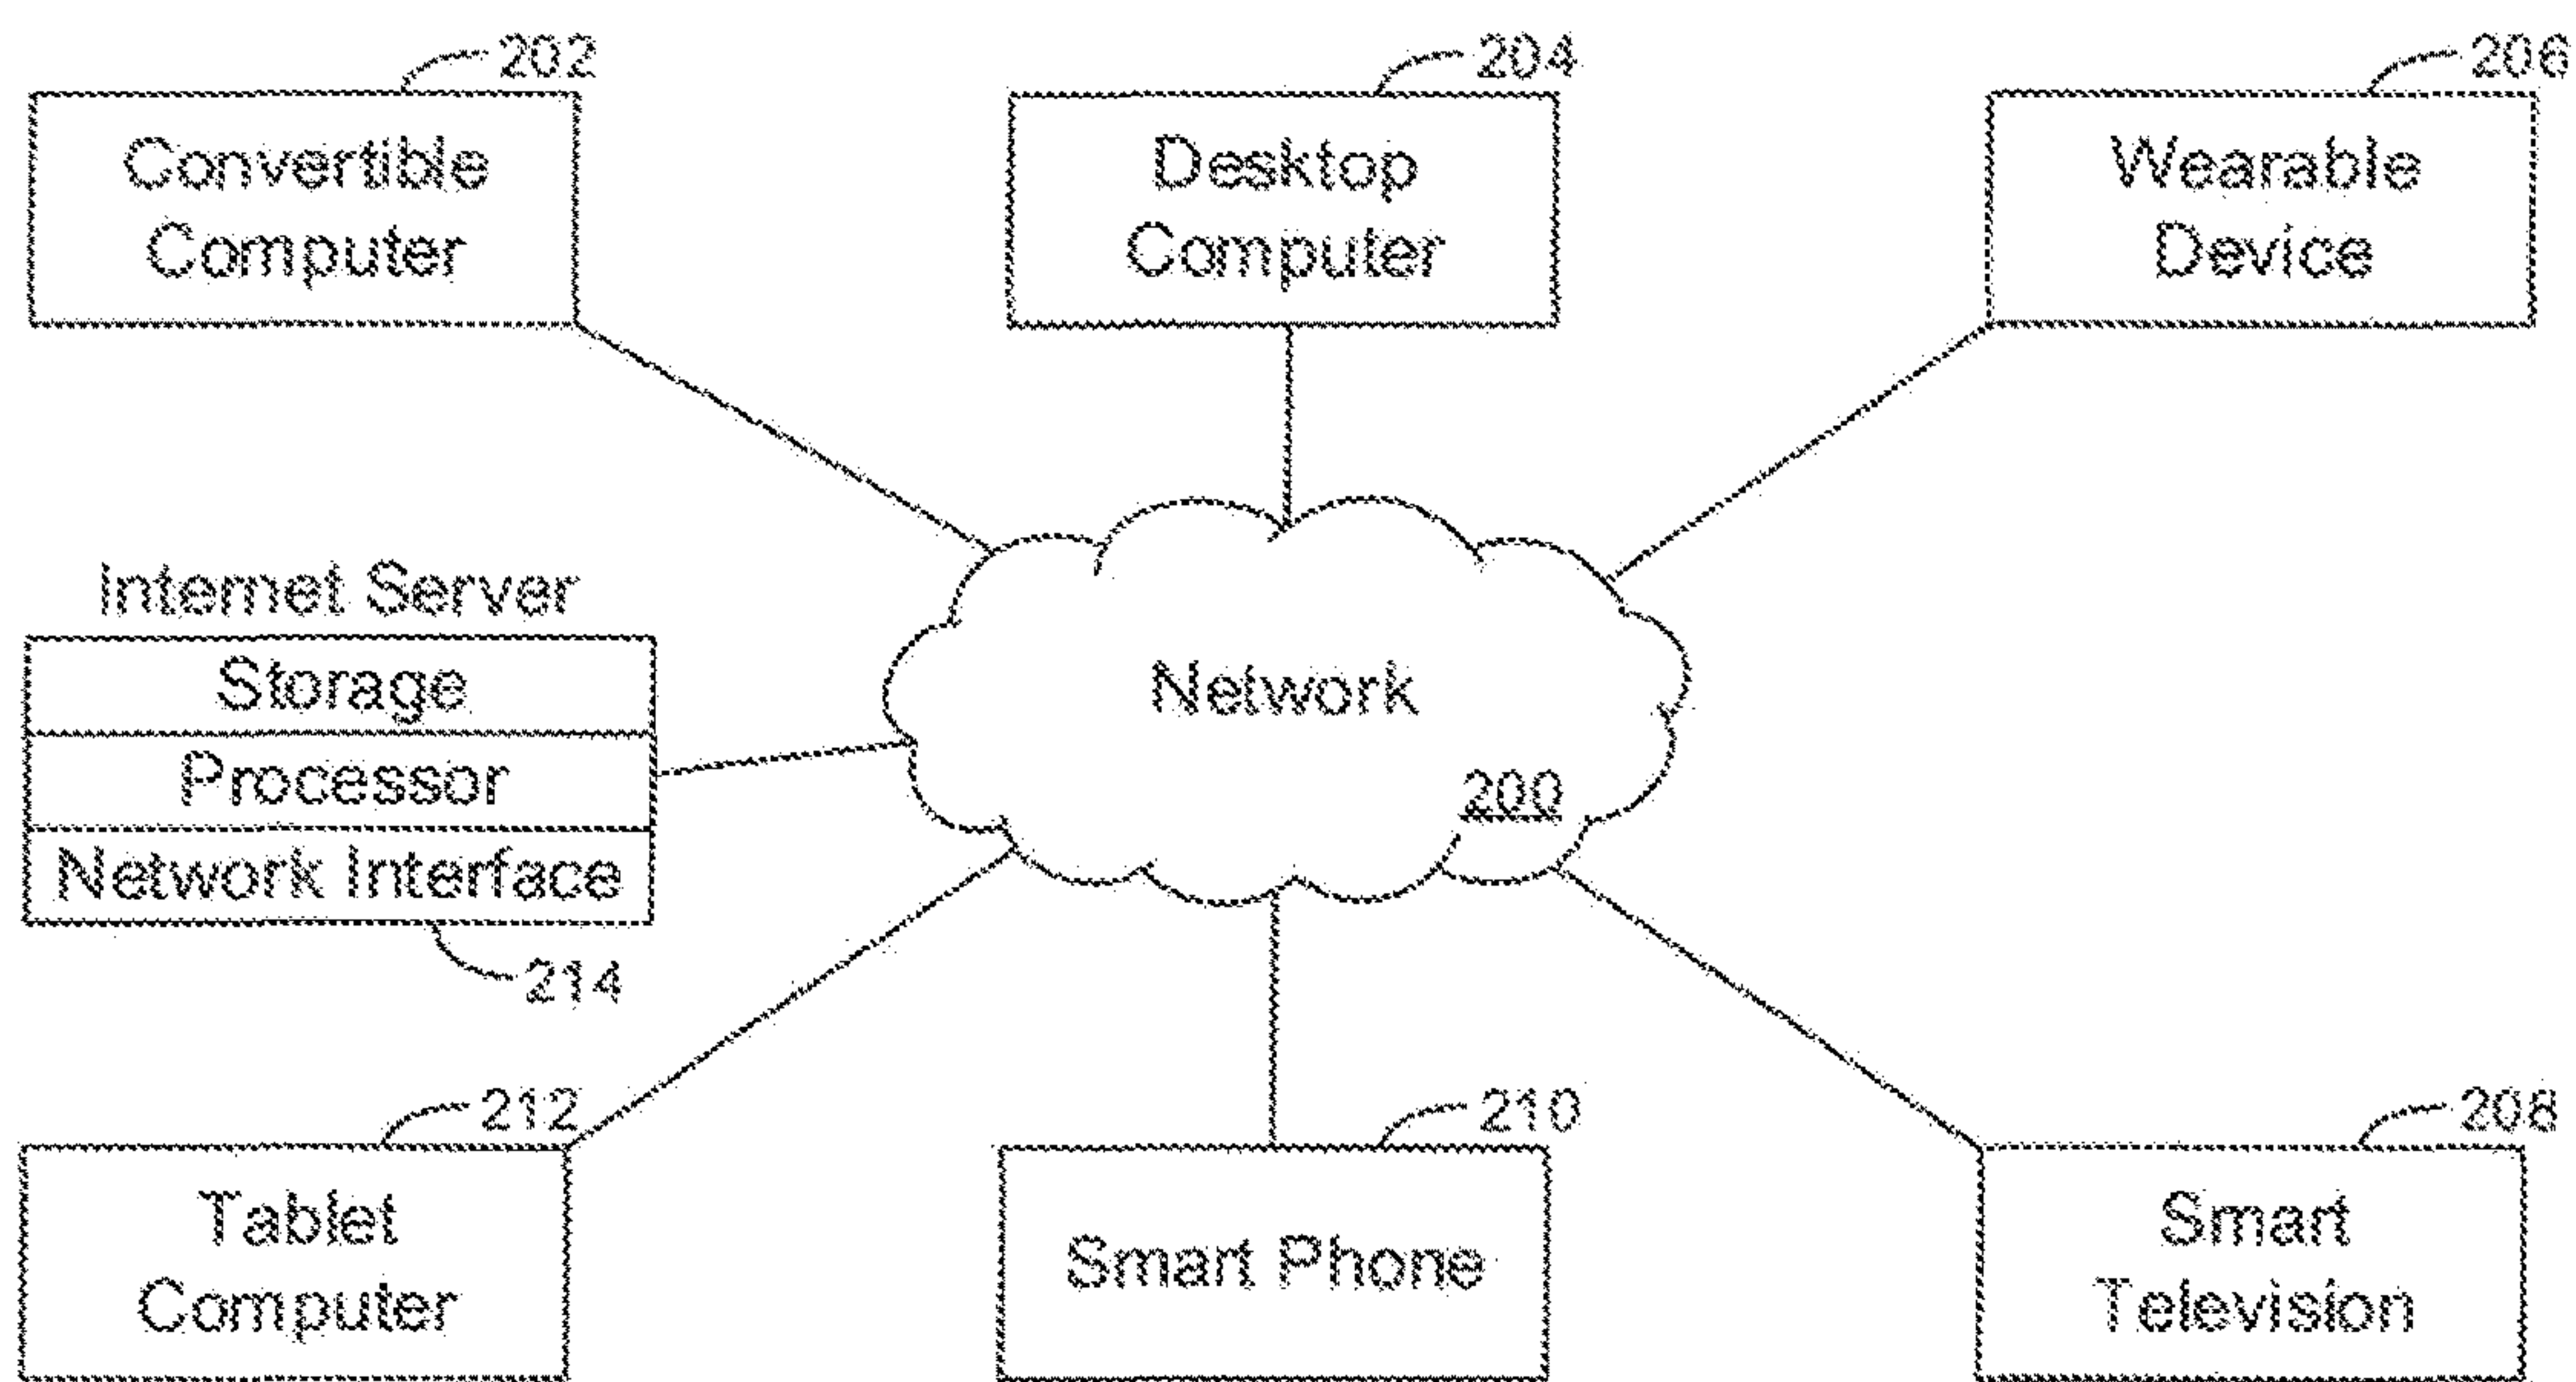 202
Convertible
Computer
204
Desktop
Computer
206
Wearable
Device
Internet Server
Storage
Processor
Network Interface
214
Network
200
212
Tablet
Computer
210
Smart Phone
208
Smart
Television